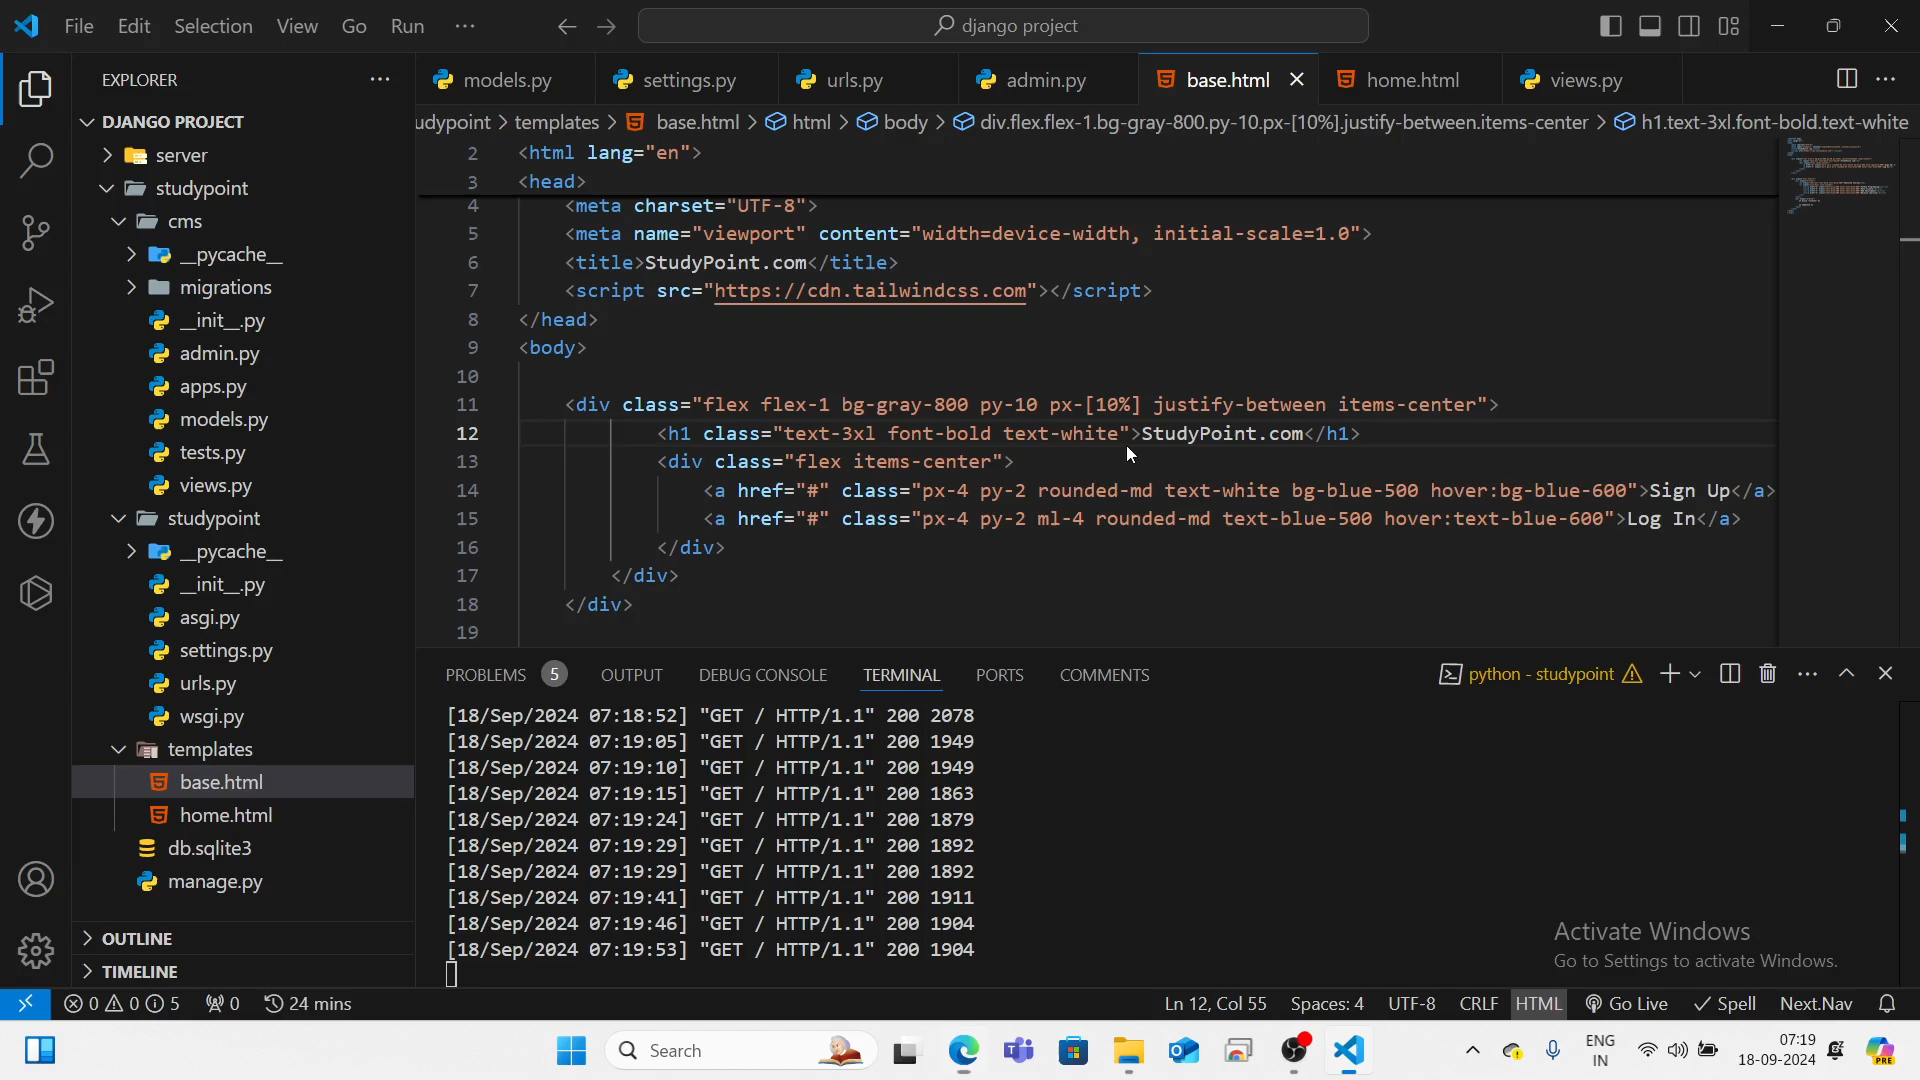 File Edit Selection View Go Run ··· django project
EXPLORER ···
models.py settings.py urls.py admin.py base.html home.html views.py ···
udypoint > templates > base.html > html > body > div.flex.flex-1.bg-gray-800.py-10.px-[10%].justify-between.items-center > h1.text-3xl.font-bold.text-white
DJANGO PROJECT
server
studypoint
cms
__pycache__
migrations
__init__.py
admin.py
apps.py
models.py
tests.py
views.py
studypoint
__pycache__
__init__.py
asgi.py
settings.py
urls.py
wsgi.py
templates
base.html
home.html
db.sqlite3
manage.py
OUTLINE
TIMELINE
2 <html lang="en">
3 <head>
4 <meta charset="UTF-8">
5 <meta name="viewport" content="width=device-width, initial-scale=1.0">
6 <title>StudyPoint.com</title>
7 <script src="https://cdn.tailwindcss.com"></script>
8 </head>
9 <body>
10
11 <div class="flex flex-1 bg-gray-800 py-10 px-[10%] justify-between items-center">
12 <h1 class="text-3xl font-bold text-white">StudyPoint.com</h1>
13 <div class="flex items-center">
14 <a href="#" class="px-4 py-2 rounded-md text-white bg-blue-500 hover:bg-blue-600">Sign Up</a>
15 <a href="#" class="px-4 py-2 ml-4 rounded-md text-blue-500 hover:text-blue-600">Log In</a>
16 </div>
17 </div>
18 </div>
19
PROBLEMS 5 OUTPUT DEBUG CONSOLE TERMINAL PORTS COMMENTS python - studypoint ···
[18/Sep/2024 07:18:52] "GET / HTTP/1.1" 200 2078
[18/Sep/2024 07:19:05] "GET / HTTP/1.1" 200 1949
[18/Sep/2024 07:19:10] "GET / HTTP/1.1" 200 1949
[18/Sep/2024 07:19:15] "GET / HTTP/1.1" 200 1863
[18/Sep/2024 07:19:24] "GET / HTTP/1.1" 200 1879
[18/Sep/2024 07:19:29] "GET / HTTP/1.1" 200 1892
[18/Sep/2024 07:19:29] "GET / HTTP/1.1" 200 1892
[18/Sep/2024 07:19:41] "GET / HTTP/1.1" 200 1911
[18/Sep/2024 07:19:46] "GET / HTTP/1.1" 200 1904
[18/Sep/2024 07:19:53] "GET / HTTP/1.1" 200 1904
Activate Windows
Go to Settings to activate Windows.
0 0 5 0 24 mins Ln 12, Col 55 Spaces: 4 UTF-8 CRLF HTML Go Live Spell Next.Nav
Search ENG IN 07:19 18-09-2024 PRE